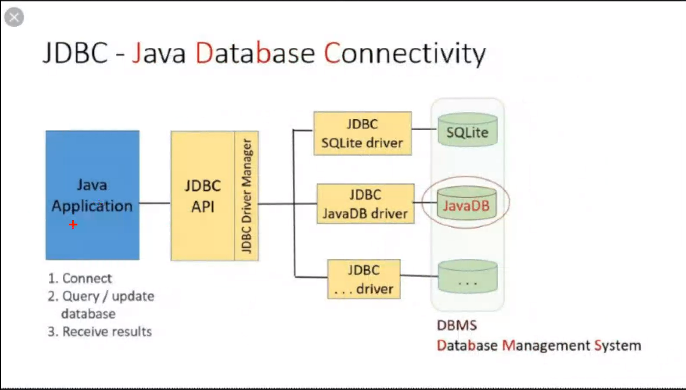 JDBC - Java Database Connectivity
Java
Application
JDBC
API
JDBC Driver Manager
JDBC
SQLite driver
SQLite
JDBC
JavaDB driver
JavaDB
JDBC
... driver
...
1. Connect
2. Query / update
database
3. Receive results
DBMS
DataBase Management System